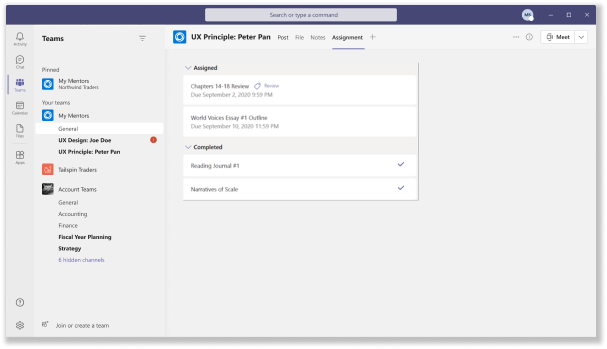 Search or type a command
MB
Activity
Chat
Teams
Calendar
Files
Apps
Teams
Pinned
My Mentors
Northwind Traders
Your teams
My Mentors
General
UX Design: Joe Doe
UX Principle: Peter Pan
Tailspin Traders
Account Teams
General
Accounting
Finance
Fiscal Year Planning
Strategy
6 hidden channels
Join or create a team
UX Principle: Peter Pan Post File Notes Assignment
Meet
Assigned
Chapters 14-18 Review Review
Due September 2, 2020 9:59 PM
World Voices Essay #1 Outline
Due September 10, 2020 11:59 PM
Completed
Reading Journal #1
Narratives of Scale